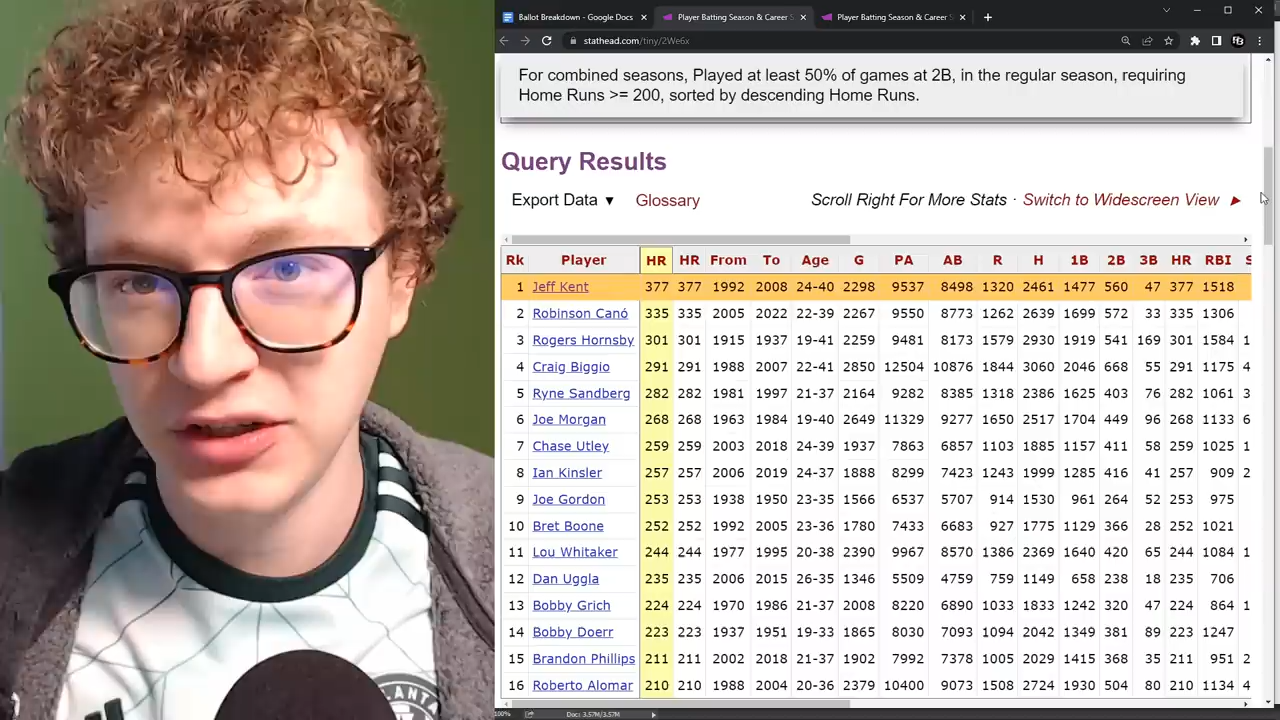 Ballot Breakdown - Google Docs
Player Batting Season & Career S
Player Batting Season & Career S
stathead.com/tiny/2We6x
For combined seasons, Played at least 50% of games at 2B, in the regular season, requiring
Home Runs >= 200, sorted by descending Home Runs.
Query Results
Export Data ▼ Glossary Scroll Right For More Stats · Switch to Widescreen View ►
Rk Player HR HR From To Age G PA AB R H 1B 2B 3B HR RBI S
1 Jeff Kent 377 377 1992 2008 24-40 2298 9537 8498 1320 2461 1477 560 47 377 1518
2 Robinson Canó 335 335 2005 2022 22-39 2267 9550 8773 1262 2639 1699 572 33 335 1306
3 Rogers Hornsby 301 301 1915 1937 19-41 2259 9481 8173 1579 2930 1919 541 169 301 1584 1
4 Craig Biggio 291 291 1988 2007 22-41 2850 12504 10876 1844 3060 2046 668 55 291 1175 4
5 Ryne Sandberg 282 282 1981 1997 21-37 2164 9282 8385 1318 2386 1625 403 76 282 1061 3
6 Joe Morgan 268 268 1963 1984 19-40 2649 11329 9277 1650 2517 1704 449 96 268 1133 6
7 Chase Utley 259 259 2003 2018 24-39 1937 7863 6857 1103 1885 1157 411 58 259 1025 1
8 Ian Kinsler 257 257 2006 2019 24-37 1888 8299 7423 1243 1999 1285 416 41 257 909 2
9 Joe Gordon 253 253 1938 1950 23-35 1566 6537 5707 914 1530 961 264 52 253 975
10 Bret Boone 252 252 1992 2005 23-36 1780 7433 6683 927 1775 1129 366 28 252 1021
11 Lou Whitaker 244 244 1977 1995 20-38 2390 9967 8570 1386 2369 1640 420 65 244 1084 1
12 Dan Uggla 235 235 2006 2015 26-35 1346 5509 4759 759 1149 658 238 18 235 706
13 Bobby Grich 224 224 1970 1986 21-37 2008 8220 6890 1033 1833 1242 320 47 224 864 1
14 Bobby Doerr 223 223 1937 1951 19-33 1865 8030 7093 1094 2042 1349 381 89 223 1247
15 Brandon Phillips 211 211 2002 2018 21-37 1902 7992 7378 1005 2029 1415 368 35 211 951 2
16 Roberto Alomar 210 210 1988 2004 20-36 2379 10400 9073 1508 2724 1930 504 80 210 1134 4
100% Doc: 3.57M/3.57M